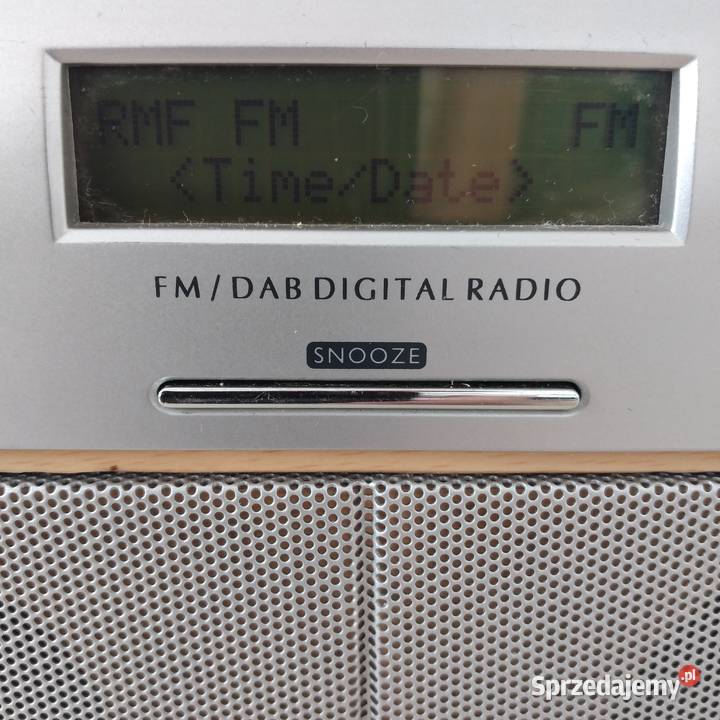 RMF FM FM
<Time/Date>
FM/DAB DIGITAL RADIO
SNOOZE
Sprzedajemy.pl